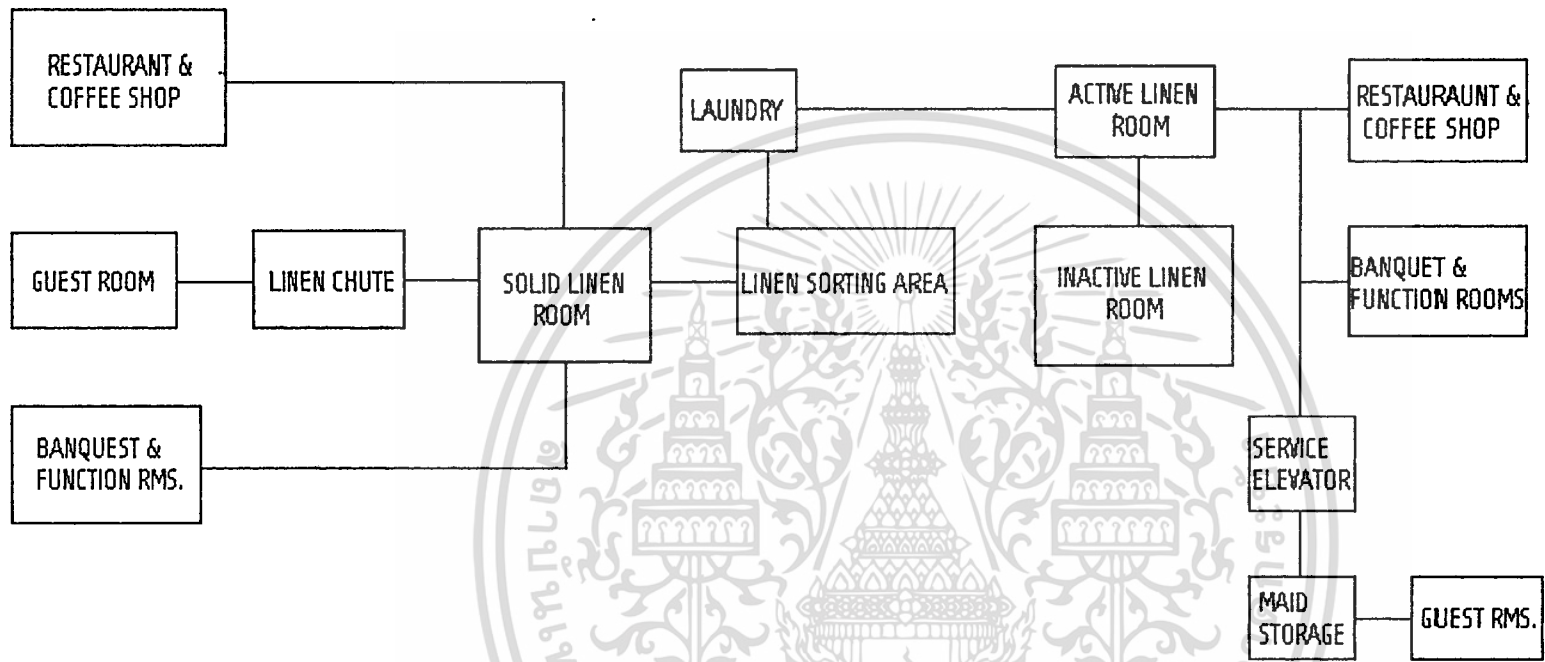 RESTAURANT &
COFFEE SHOP
GUEST ROOM
LINEN CHUTE
BANQUEST &
FUNCTION RMS.
SOLID LINEN
ROOM
LAUNDRY
LINEN SORTING AREA
ACTIVE LINEN
ROOM
INACTIVE LINEN
ROOM
RESTAURAUNT &
COFFEE SHOP
BANQUET &
FUNCTION ROOMS
SERVICE
ELEVATOR
MAID
STORAGE
GUEST RMS.